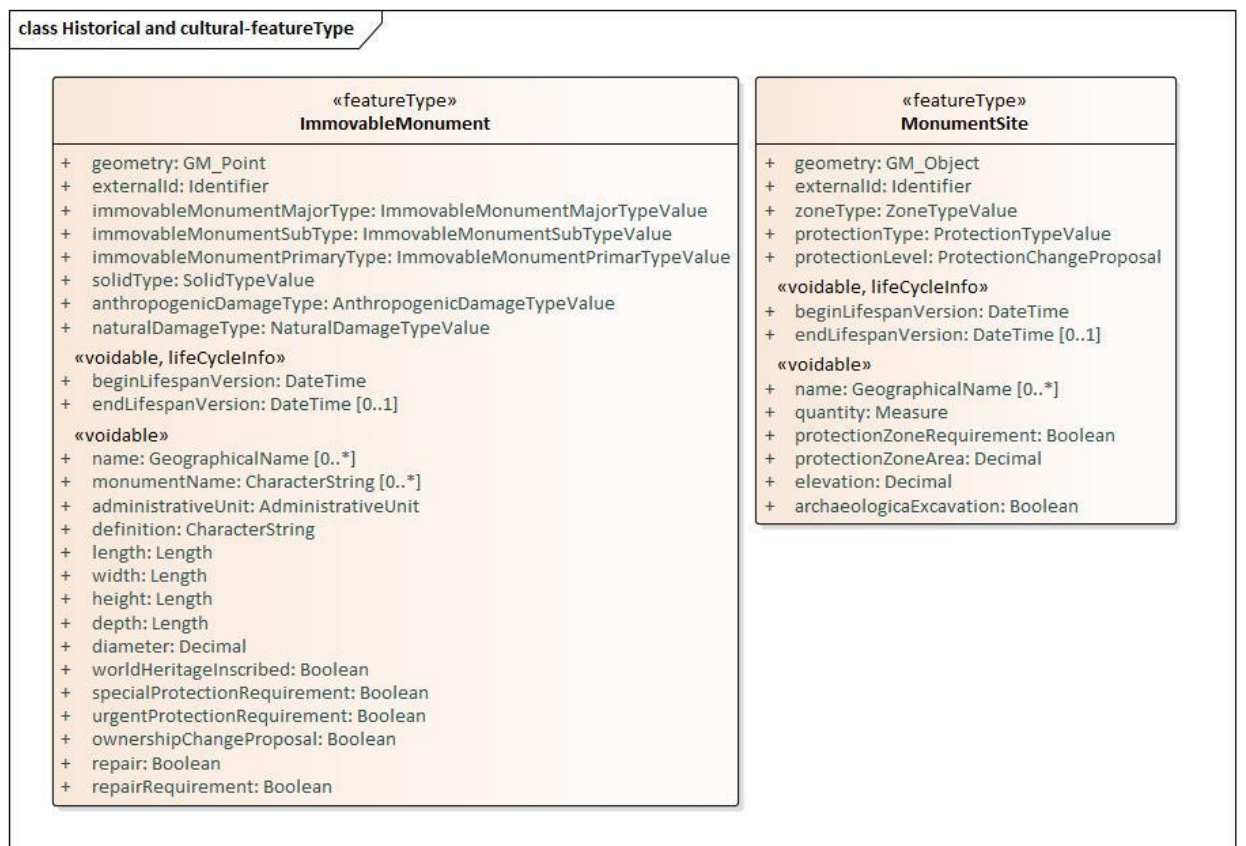 class Historical and cultural-featureType
«featureType»
ImmovableMonument
+ geometry: GM_Point
+ externalId: Identifier
+ immovableMonumentMajorType: ImmovableMonumentMajorTypeValue
+ immovableMonumentSubType: ImmovableMonumentSubTypeValue
+ immovableMonumentPrimaryType: ImmovableMonumentPrimarTypeValue
+ solidType: SolidTypeValue
+ anthropogenicDamageType: AnthropogenicDamageTypeValue
+ naturalDamageType: NaturalDamageTypeValue
«voidable, lifeCycleInfo»
+ beginLifespanVersion: DateTime
+ endLifespanVersion: DateTime [0..1]
«voidable»
+ name: GeographicalName [0..*]
+ monumentName: CharacterString [0..*]
+ administrativeUnit: AdministrativeUnit
+ definition: CharacterString
+ length: Length
+ width: Length
+ height: Length
+ depth: Length
+ diameter: Decimal
+ worldHeritageInscribed: Boolean
+ specialProtectionRequirement: Boolean
+ urgentProtectionRequirement: Boolean
+ ownershipChangeProposal: Boolean
+ repair: Boolean
+ repairRequirement: Boolean
«featureType»
MonumentSite
+ geometry: GM_Object
+ externalId: Identifier
+ zoneType: ZoneTypeValue
+ protectionType: ProtectionTypeValue
+ protectionLevel: ProtectionChangeProposal
«voidable, lifeCycleInfo»
+ beginLifespanVersion: DateTime
+ endLifespanVersion: DateTime [0..1]
«voidable»
+ name: GeographicalName [0..*]
+ quantity: Measure
+ protectionZoneRequirement: Boolean
+ protectionZoneArea: Decimal
+ elevation: Decimal
+ archaeologicaExcavation: Boolean